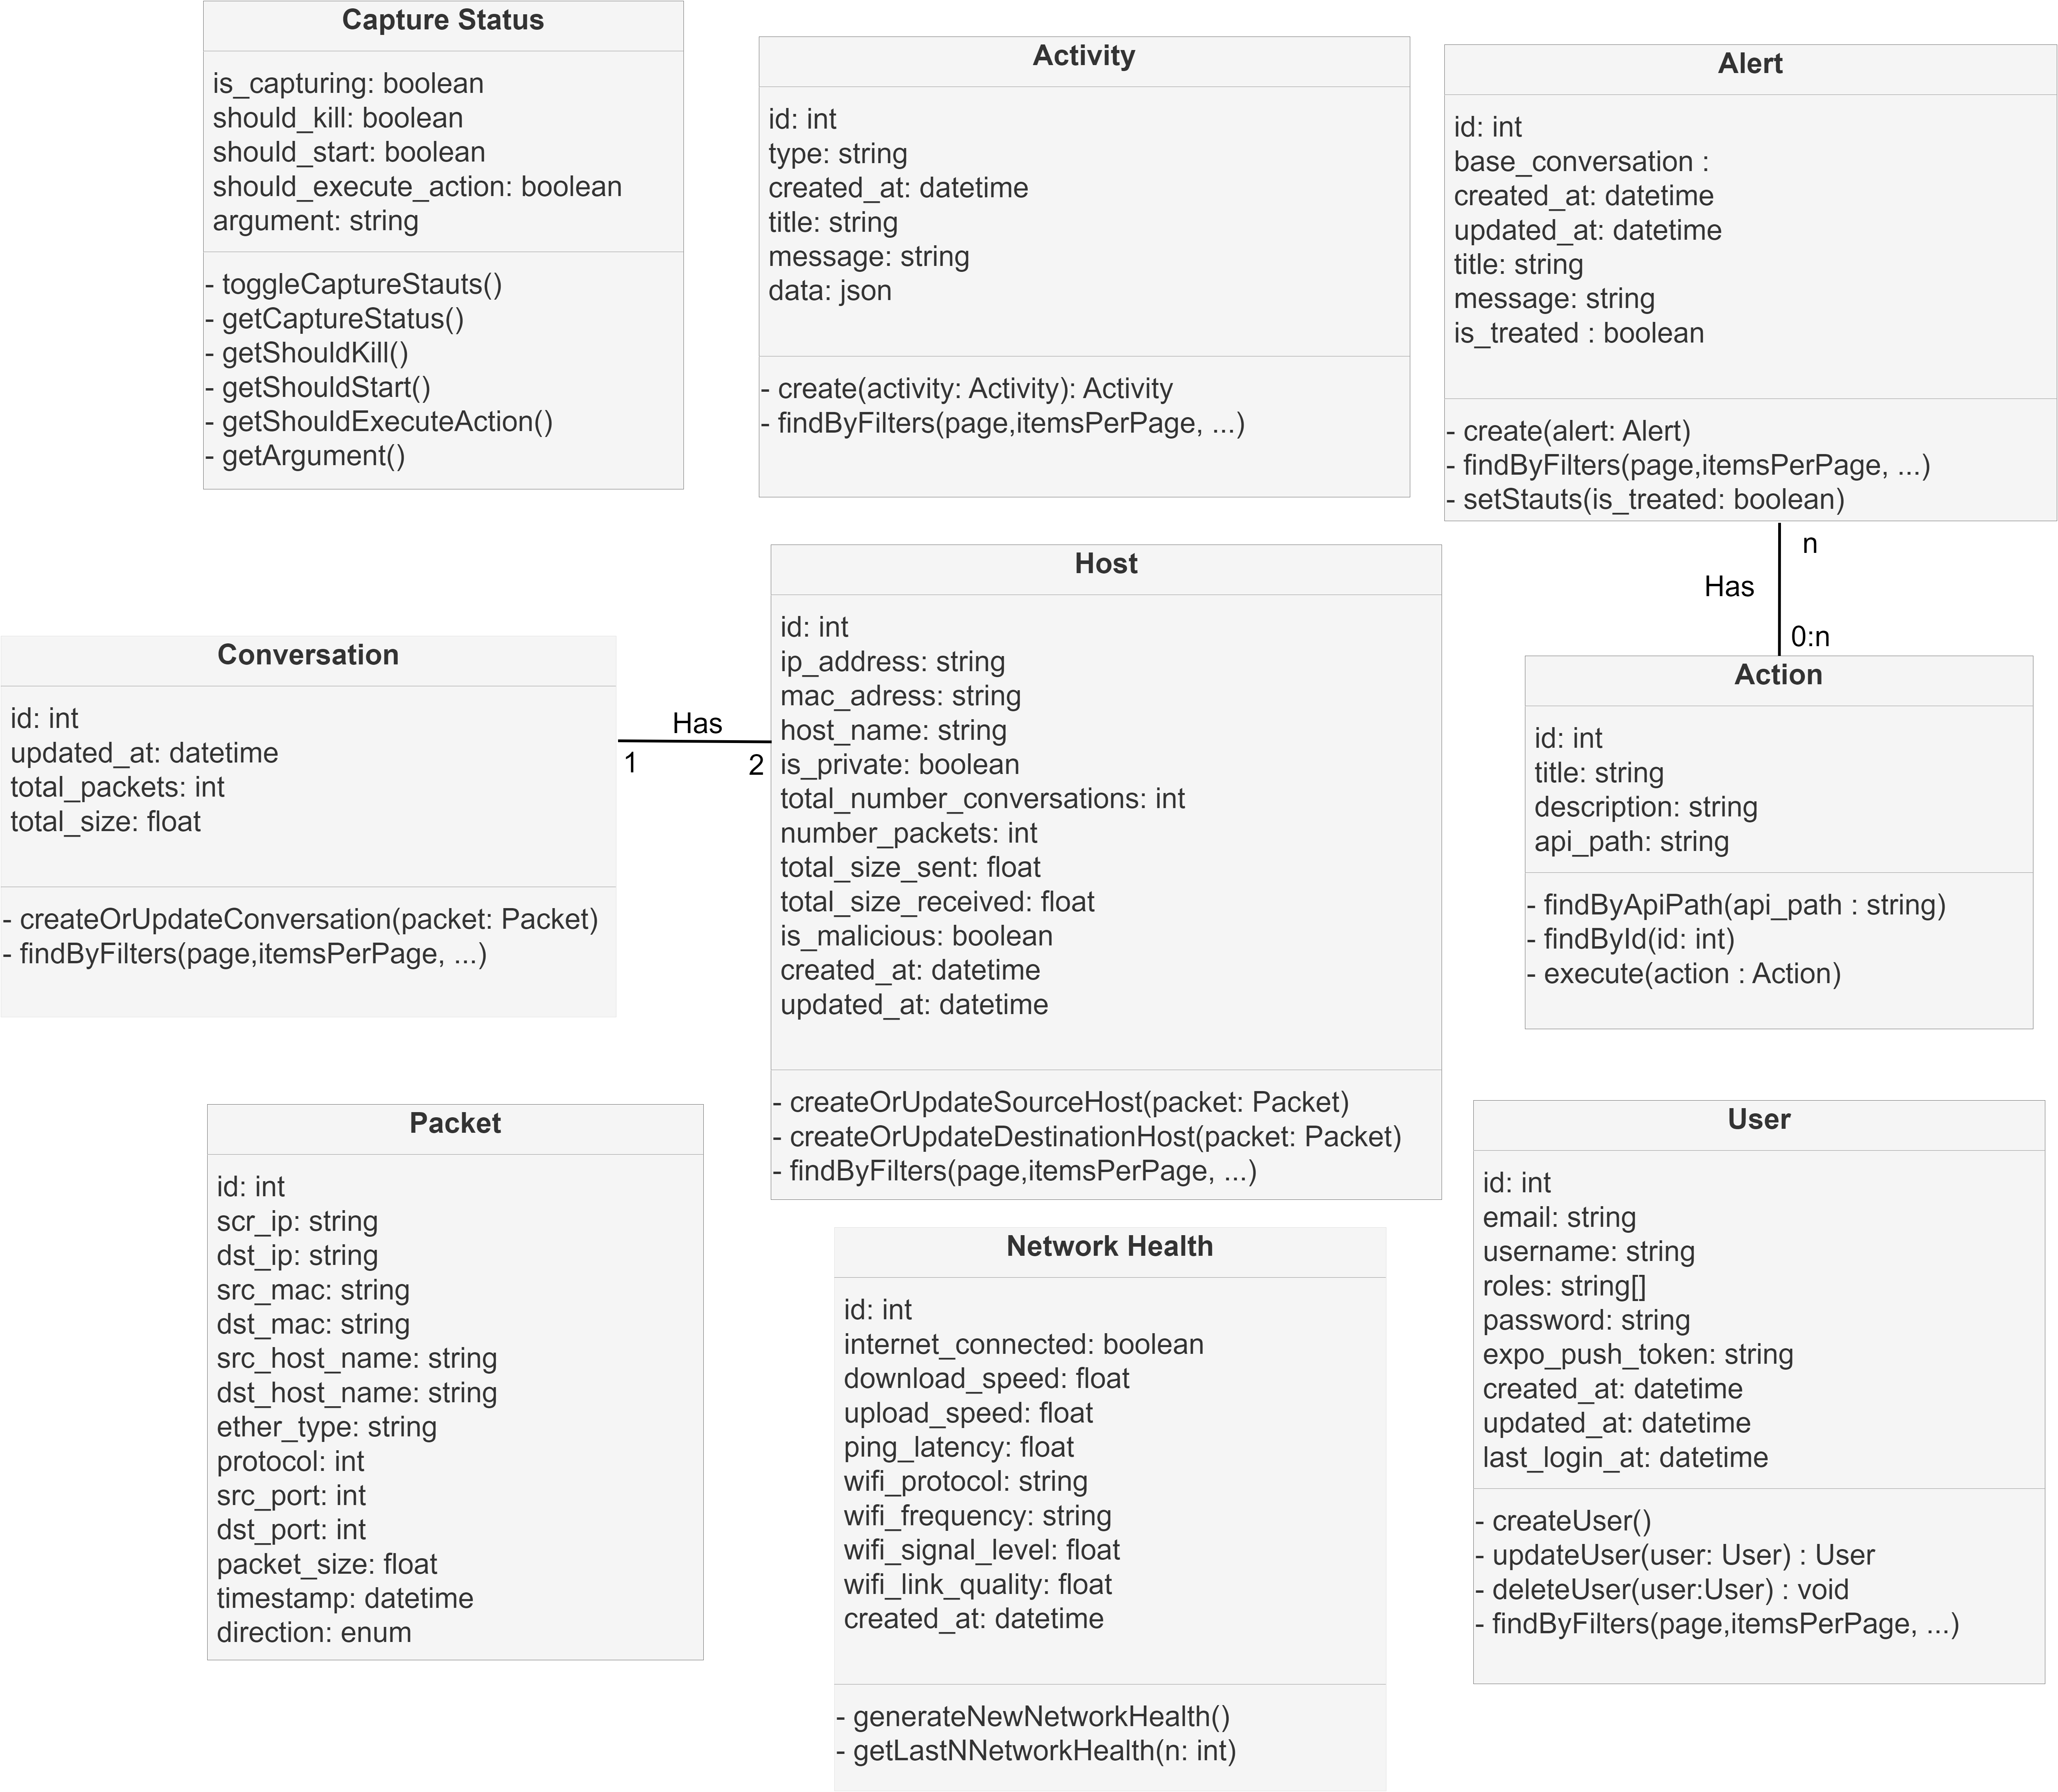 Capture Status
is_capturing: boolean
should_kill: boolean
should_start: boolean
should_execute_action: boolean
argument: string
- toggleCaptureStauts()
- getCaptureStatus()
- getShouldKill()
- getShouldStart()
- getShouldExecuteAction()
- getArgument()
Activity
id: int
type: string
created_at: datetime
title: string
message: string
data: json
- create(activity: Activity): Activity
- findByFilters(page,itemsPerPage, ...)
Alert
id: int
base_conversation :
created_at: datetime
updated_at: datetime
title: string
message: string
is_treated : boolean
- create(alert: Alert)
- findByFilters(page,itemsPerPage, ...)
- setStauts(is_treated: boolean)
n
Has
0:n
Conversation
id: int
updated_at: datetime
total_packets: int
total_size: float
- createOrUpdateConversation(packet: Packet)
- findByFilters(page,itemsPerPage, ...)
Has
1
2
Host
id: int
ip_address: string
mac_adress: string
host_name: string
is_private: boolean
total_number_conversations: int
number_packets: int
total_size_sent: float
total_size_received: float
is_malicious: boolean
created_at: datetime
updated_at: datetime
- createOrUpdateSourceHost(packet: Packet)
- createOrUpdateDestinationHost(packet: Packet)
- findByFilters(page,itemsPerPage, ...)
Action
id: int
title: string
description: string
api_path: string
- findByApiPath(api_path : string)
- findById(id: int)
- execute(action : Action)
Packet
id: int
scr_ip: string
dst_ip: string
src_mac: string
dst_mac: string
src_host_name: string
dst_host_name: string
ether_type: string
protocol: int
src_port: int
dst_port: int
packet_size: float
timestamp: datetime
direction: enum
Network Health
id: int
internet_connected: boolean
download_speed: float
upload_speed: float
ping_latency: float
wifi_protocol: string
wifi_frequency: string
wifi_signal_level: float
wifi_link_quality: float
created_at: datetime
- generateNewNetworkHealth()
- getLastNNetworkHealth(n: int)
User
id: int
email: string
username: string
roles: string[]
password: string
expo_push_token: string
created_at: datetime
updated_at: datetime
last_login_at: datetime
- createUser()
- updateUser(user: User) : User
- deleteUser(user:User) : void
- findByFilters(page,itemsPerPage, ...)